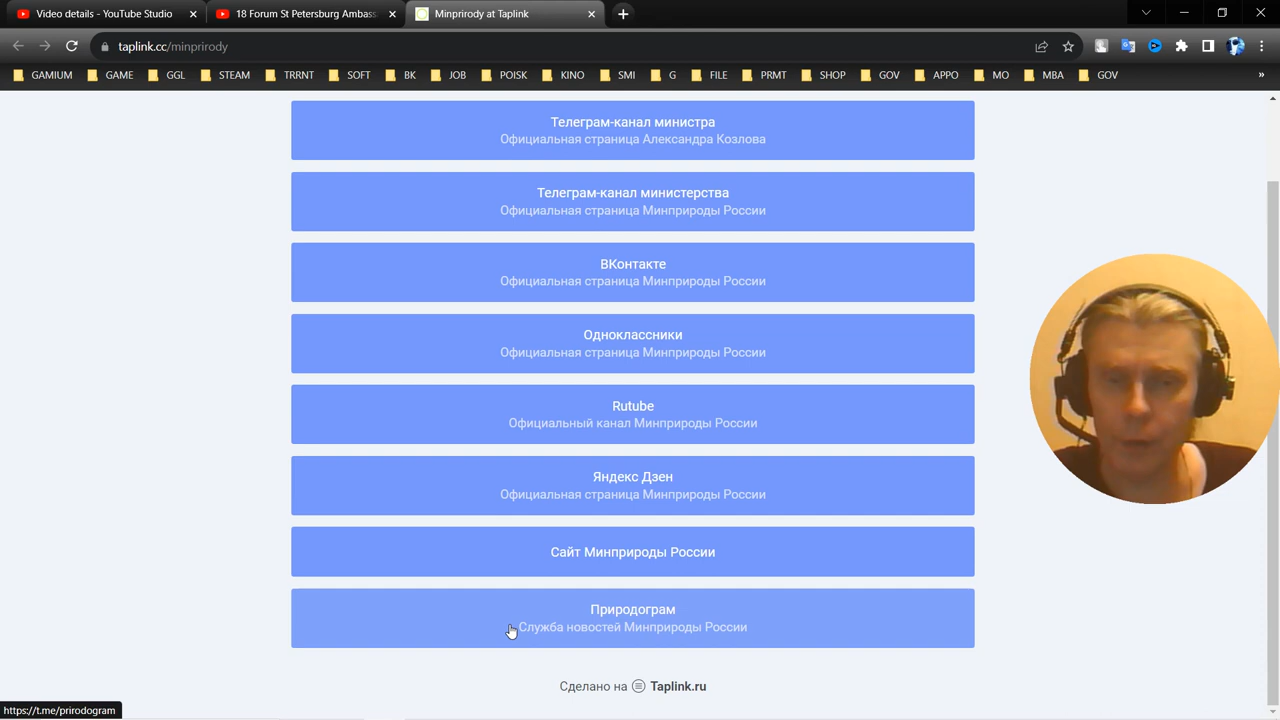 Video details - YouTube Studio
18 Forum St Petersburg Ambass
Minprirody at Taplink
taplink.cc/minprirody
GAMIUM GAME GGL STEAM TRRNT SOFT BK JOB POISK KINO SMI G FILE PRMT SHOP GOV APPO MO MBA GOV »
Телеграм-канал министра
Официальная страница Александра Козлова
Телеграм-канал министерства
Официальная страница Минприроды России
ВКонтакте
Официальная страница Минприроды России
Одноклассники
Официальная страница Минприроды России
Rutube
Официальный канал Минприроды России
Яндекс Дзен
Официальная страница Минприроды России
Сайт Минприроды России
Природограм
Служба новостей Минприроды России
Сделано на Taplink.ru
https://t.me/prirodogram